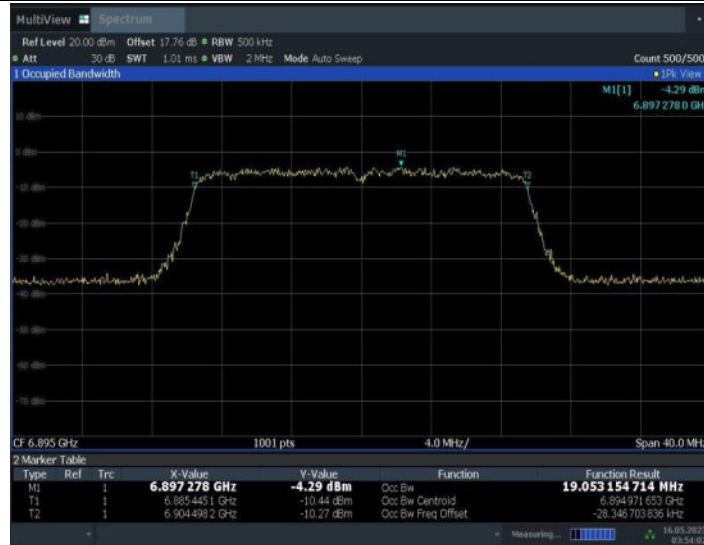 MultiView Spectrum
Ref Level 20.00 dBm Offset 17.76 dB RBW 500 kHz
Att 30 dB SWT 1.01 ms VBW 2 MHz Mode Auto Sweep Count 500/500
1 Occupied Bandwidth 1Pk View
M1[1] -4.29 dBm
6.897 278 0 GH
10 dBm
0 dBm
M1
T1 T2
-10 dBm
-20 dBm
-30 dBm
-40 dBm
-50 dBm
-60 dBm
-70 dBm
CF 6.895 GHz 1001 pts 4.0 MHz/ Span 40.0 MHz
2 Marker Table
Type Ref Trc X-Value Y-Value Function Function Result
M1 1 6.897 278 GHz -4.29 dBm Occ Bw 19.053 154 714 MHz
T1 1 6.885 445 1 GHz -10.44 dBm Occ Bw Centroid 6.894 971 653 GHz
T2 1 6.904 498 2 GHz -10.27 dBm Occ Bw Freq Offset -28.346 703 836 kHz
Measuring... 16.05.2023
03:54:02